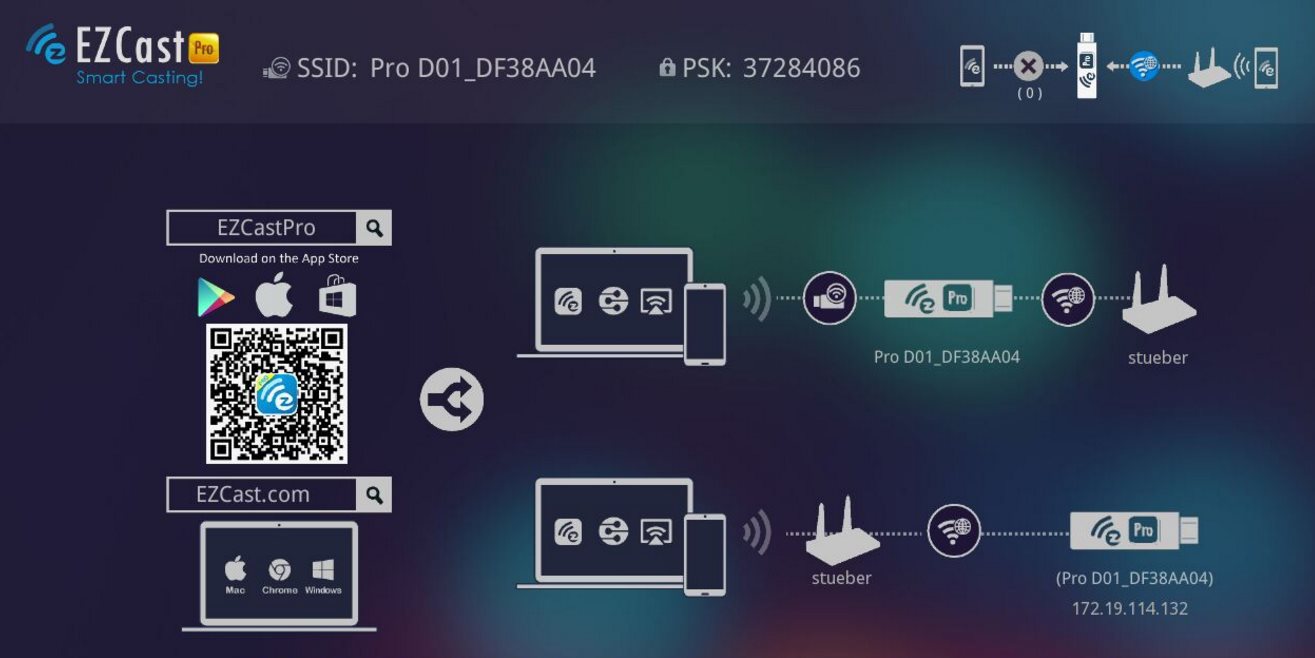 EZCast Pro
Smart Casting!
SSID: Pro D01_DF38AA04
PSK: 37284086
Pro
( 0 )
EZCastPro
Download on the App Store
PRO
EZCast.com
Mac Chrome Windows
Pro
Pro D01_DF38AA04
stueber
Pro
stueber
(Pro D01_DF38AA04)
172.19.114.132